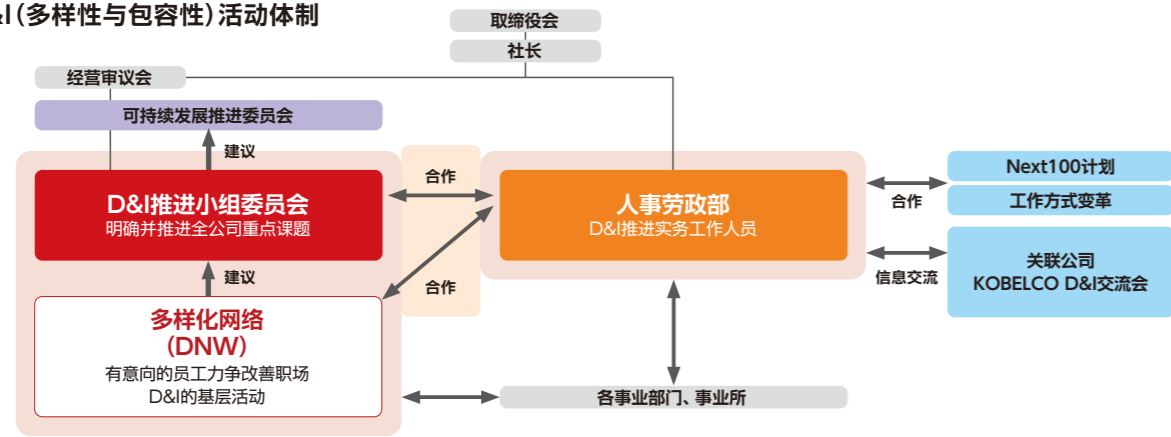 &I（多样性与包容性）活动体制
取缔役会
社长
经营审议会
可持续发展推进委员会
建议
D&I推进小组委员会
明确并推进全公司重点课题
建议
多样化网络
（DNW）
有意向的员工力争改善职场
D&I的基层活动
合作
合作
人事劳政部
D&I推进实务工作人员
各事业部门、事业所
合作
信息交流
Next100计划
工作方式变革
关联公司
KOBELCO D&I交流会